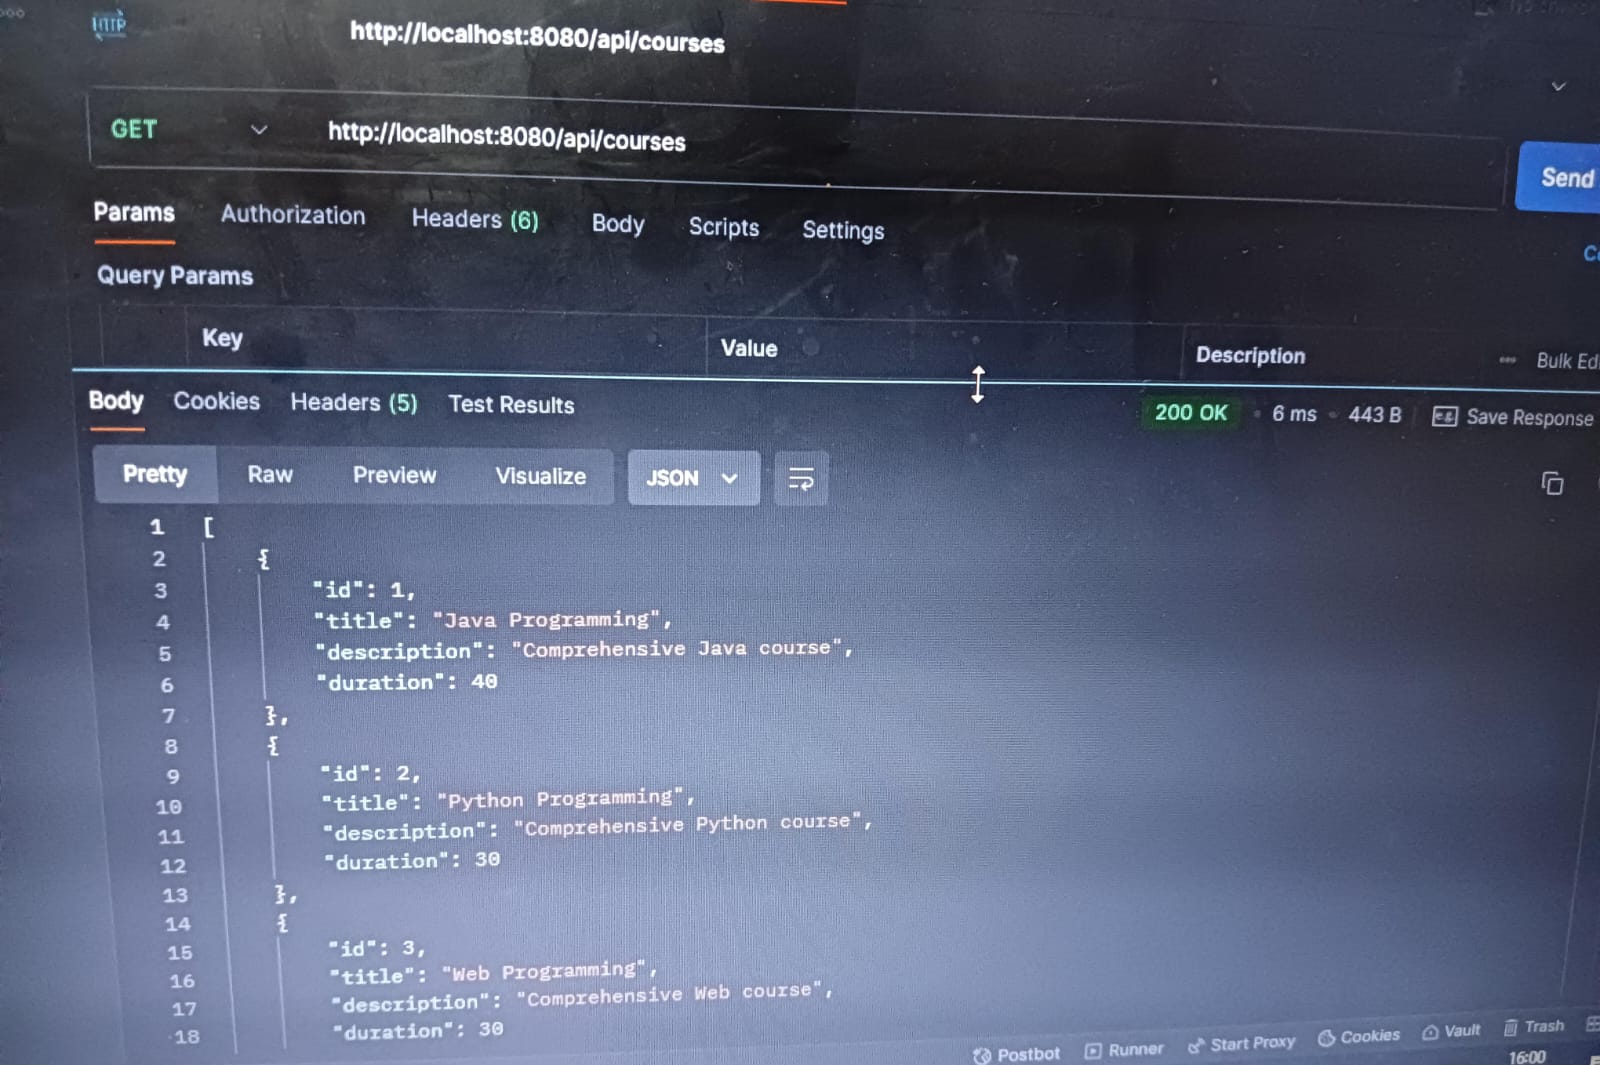 HTTP http://localhost:8080/api/courses
GET http://localhost:8080/api/courses
Send
Params Authorization Headers (6) Body Scripts Settings
Query Params
Key Value Description Bulk
Body Cookies Headers (5) Test Results 200 OK 6 ms 443 B e.g. Save Response
Pretty Raw Preview Visualize JSON
1 [
2 {
3 "id": 1,
4 "title": "Java Programming",
5 "description": "Comprehensive Java course",
6 "duration": 40
7 },
8 {
9 "id": 2,
10 "title": "Python Programming",
11 "description": "Comprehensive Python course",
12 "duration": 30
13 },
14 {
15 "id": 3,
16 "title": "Web Programming",
17 "description": "Comprehensive Web course",
18 "duration": 30
Postbot Runner Start Proxy Cookies Vault Trash
16:00